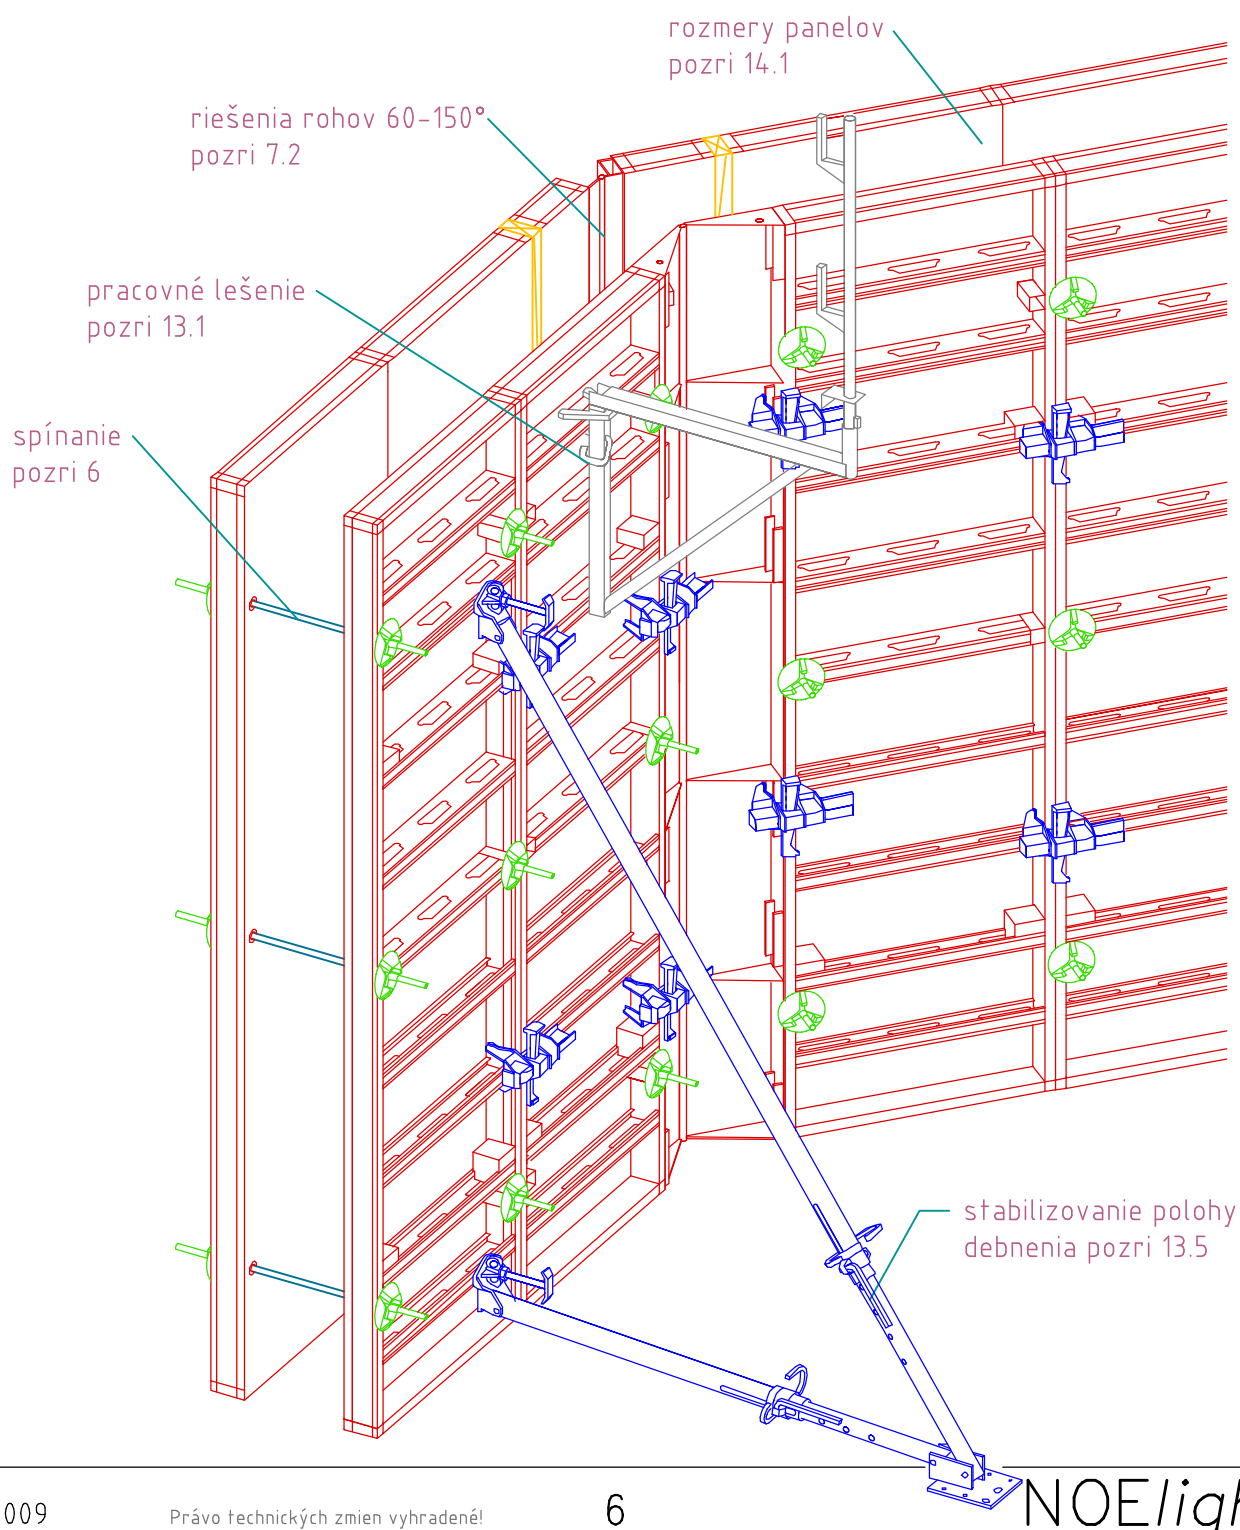 rozmery panelov
pozri 14.1
riešenia rohov 60-150°
pozri 7.2
pracovné lešenie
pozri 13.1
spínanie
pozri 6
stabilizovanie polohy
debnenia pozri 13.5
009
Právo technických zmien vyhradené!
6
NOEligh